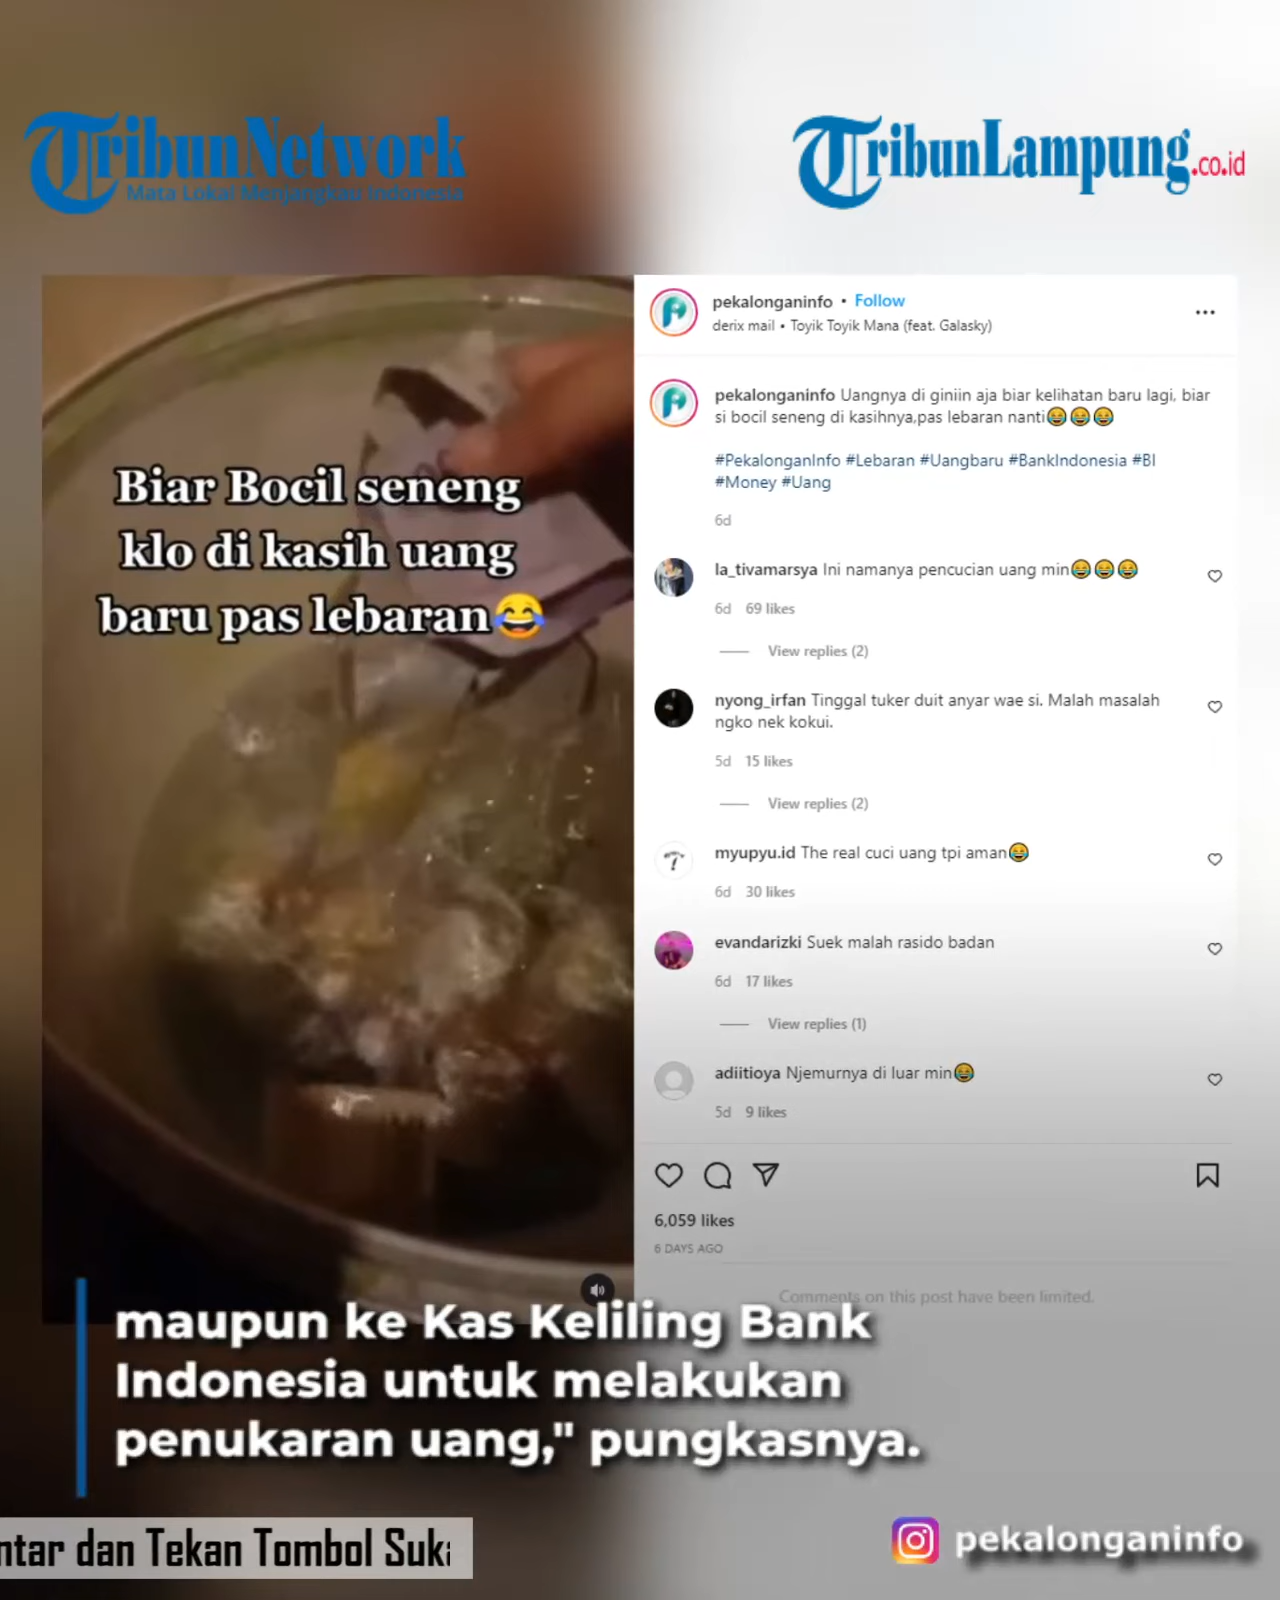 TribunNetwork
Mata Lokal Menjangkau Indonesia
TribunLampung.co.id
Biar Bocil seneng
klo di kasih uang
baru pas lebaran😂
pekalonganinfo • Follow
derix mail • Toyik Toyik Mana (feat. Galasky)
pekalonganinfo Uangnya di giniin aja biar kelihatan baru lagi, biar
si bocil seneng di kasihnya,pas lebaran nanti😂😂😂
#PekalonganInfo #Lebaran #Uangbaru #BankIndonesia #BI
#Money #Uang
6d
la_tivamarsya Ini namanya pencucian uang min😂😂😂
6d 69 likes
View replies (2)
nyong_irfan Tinggal tuker duit anyar wae si. Malah masalah
ngko nek kokui.
5d 15 likes
View replies (2)
myupyu.id The real cuci uang tpi aman😂
6d 30 likes
evandarizki Suek malah rasido badan
6d 17 likes
View replies (1)
adiitioya Njemurnya di luar min😂
5d 9 likes
6,059 likes
6 DAYS AGO
Comments on this post have been limited.
maupun ke Kas Keliling Bank
Indonesia untuk melakukan
penukaran uang," pungkasnya.
ntar dan Tekan Tombol Suk
pekalonganinfo